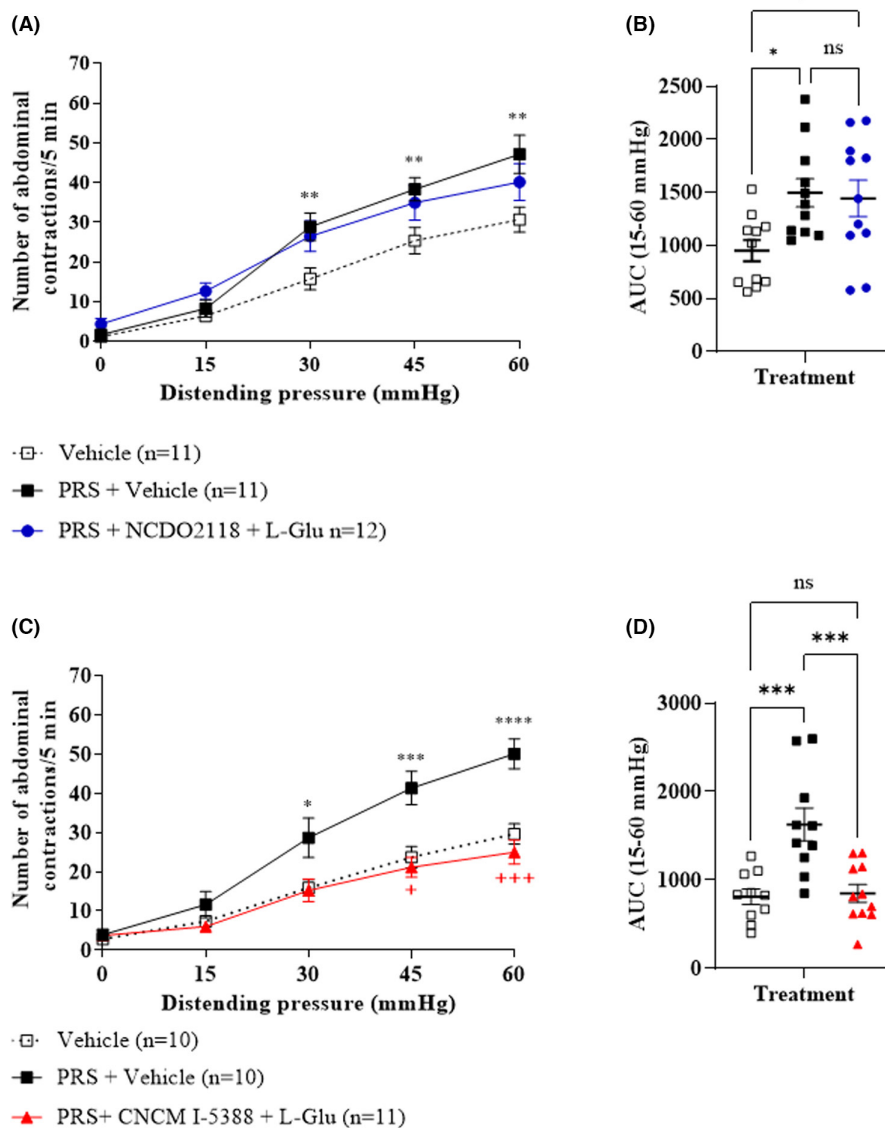 (A)
70
60
50
40
30
20
10
0
Number of abdominal
contractions/5 min
**
**
**
0 15 30 45 60
Distending pressure (mmHg)
Vehicle (n=11)
PRS + Vehicle (n=11)
PRS + NCDO2118 + L-Glu n=12)
(B)
* ns
2500
2000
1500
1000
500
0
AUC (15-60 mmHg)
Treatment
(C)
70
60
50
40
30
20
10
0
Number of abdominal
contractions/5 min
*
***
****
+
+++
0 15 30 45 60
Distending pressure (mmHg)
Vehicle (n=10)
PRS + Vehicle (n=10)
PRS+ CNCM I-5388 + L-Glu (n=11)
(D)
ns
***
***
3000
2000
1000
0
AUC (15-60 mmHg)
Treatment